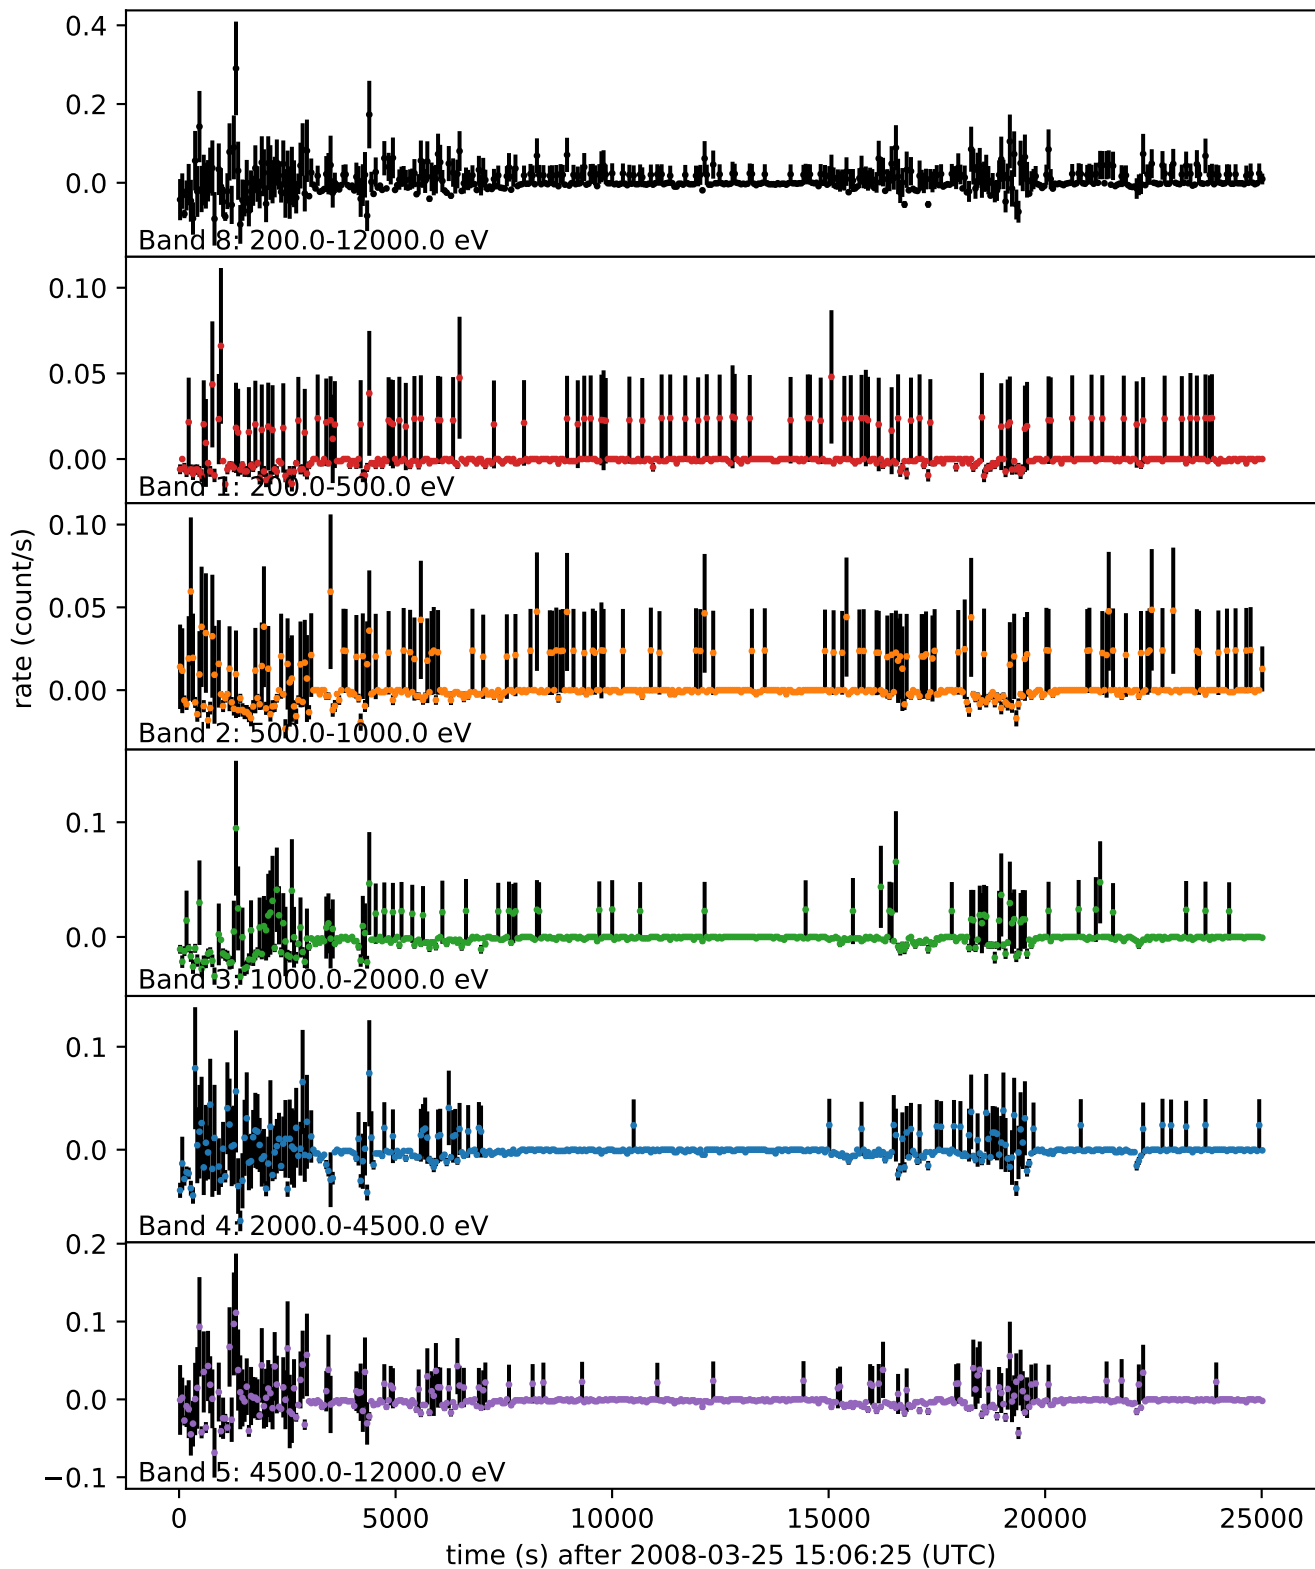 0.4
0.2
0.0
Band 8: 200.0-12000.0 eV
0.10
0.05
0.00
Band 1: 200.0-500.0 eV
rate (count/s)
0.10
0.05
0.00
Band 2: 500.0-1000.0 eV
0.1
0.0
Band 3: 1000.0-2000.0 eV
0.1
0.0
Band 4: 2000.0-4500.0 eV
0.2
0.1
0.0
−0.1
Band 5: 4500.0-12000.0 eV
0 5000 10000 15000 20000 25000
time (s) after 2008-03-25 15:06:25 (UTC)